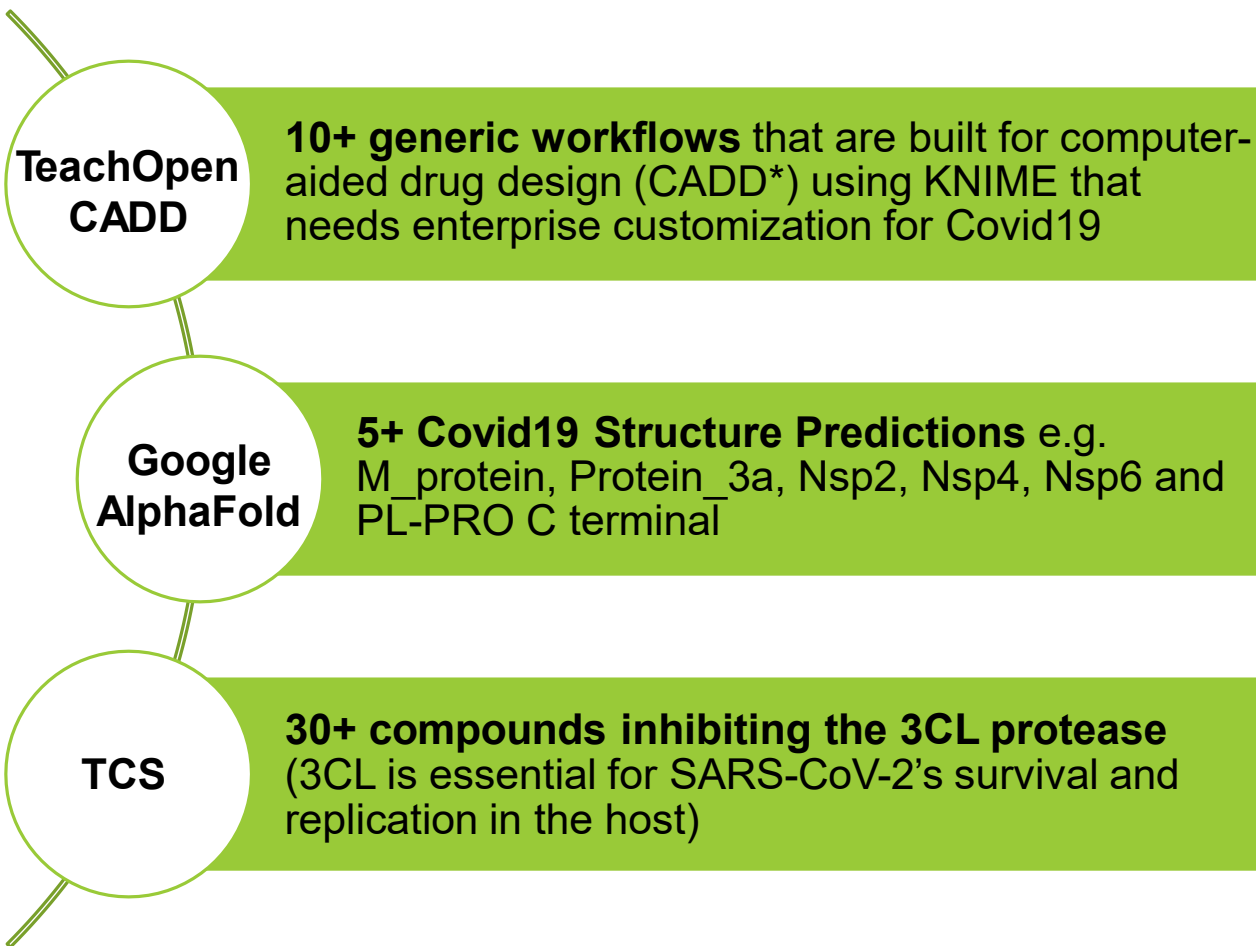 TeachOpen
CADD
10+ generic workflows that are built for computer-
aided drug design (CADD*) using KNIME that
needs enterprise customization for Covid19
Google
AlphaFold
5+ Covid19 Structure Predictions e.g.
M_protein, Protein_3a, Nsp2, Nsp4, Nsp6 and
PL-PRO C terminal
TCS
30+ compounds inhibiting the 3CL protease
(3CL is essential for SARS-CoV-2’s survival and
replication in the host)